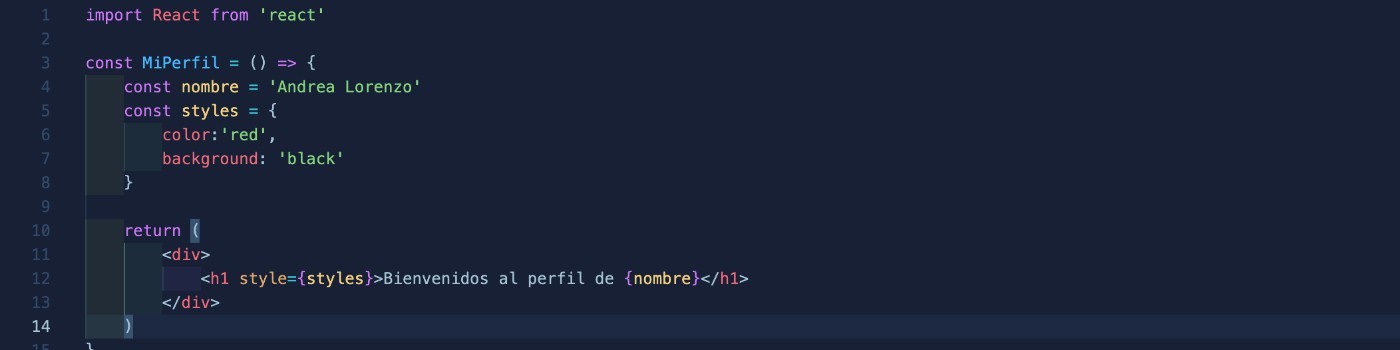 1 import React from 'react'
2
3 const MiPerfil = () => {
4 const nombre = 'Andrea Lorenzo'
5 const styles = {
6 color:'red',
7 background: 'black'
8 }
9
10 return (
11 <div>
12 <h1 style={styles}>Bienvenidos al perfil de {nombre}</h1>
13 </div>
14 )
15 }